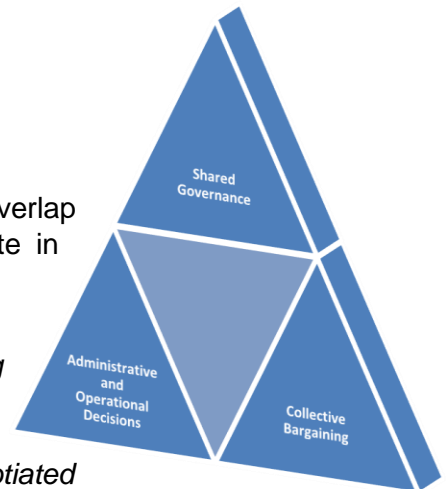 Shared
Governance
verlap
te in
Administrative
and
Operational
Decisions
Collective
Bargaining
otiated